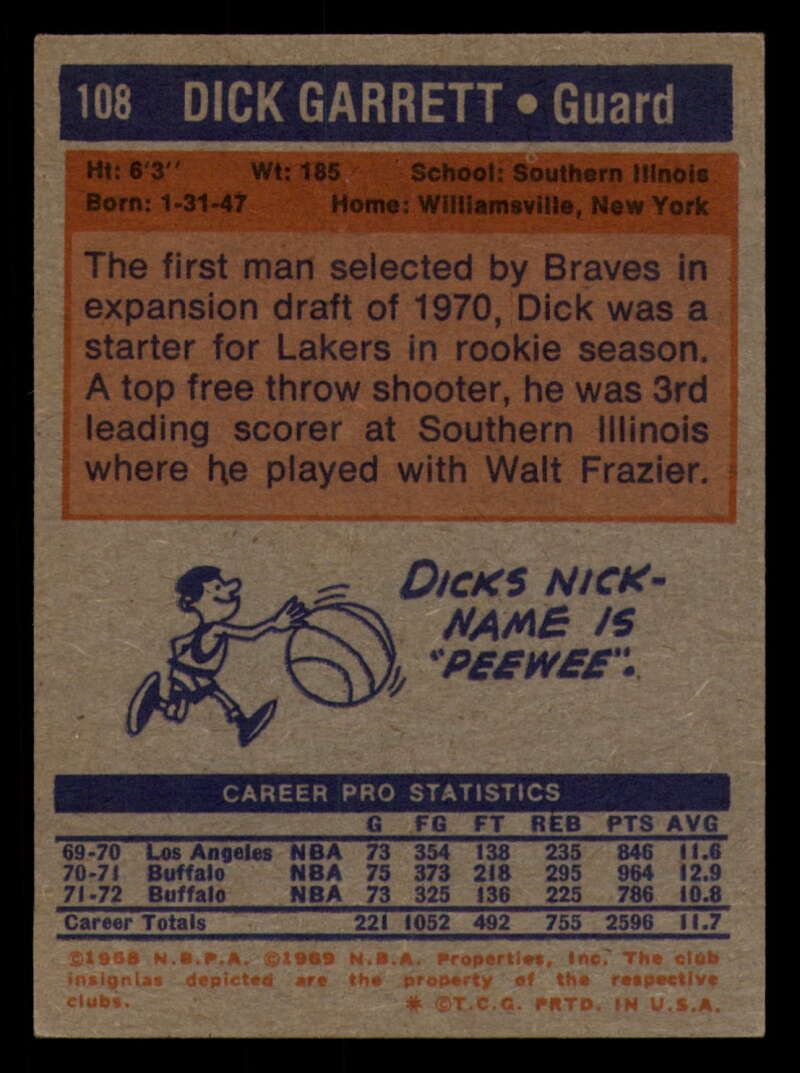 108 DICK GARRETT • Guard
Ht: 6'3" Wt: 185 School: Southern Illinois
Born: 1-31-47 Home: Williamsville, New York
The first man selected by Braves in
expansion draft of 1970, Dick was a
starter for Lakers in rookie season.
A top free throw shooter, he was 3rd
leading scorer at Southern Illinois
where he played with Walt Frazier.
DICKS NICK-
NAME IS
"PEEWEE".
CAREER PRO STATISTICS
G FG FT REB PTS AVG
69-70 Los Angeles NBA 73 354 138 235 846 11.6
70-71 Buffalo NBA 75 373 218 295 964 12.9
71-72 Buffalo NBA 73 325 136 225 786 10.8
Career Totals 221 1052 492 755 2596 11.7
©1968 N.B.P.A. ©1969 N.B.A. Properties, Inc. The club
insignias depicted are the property of the respective
clubs. * ©T.C.G. PRTD. IN U.S.A.